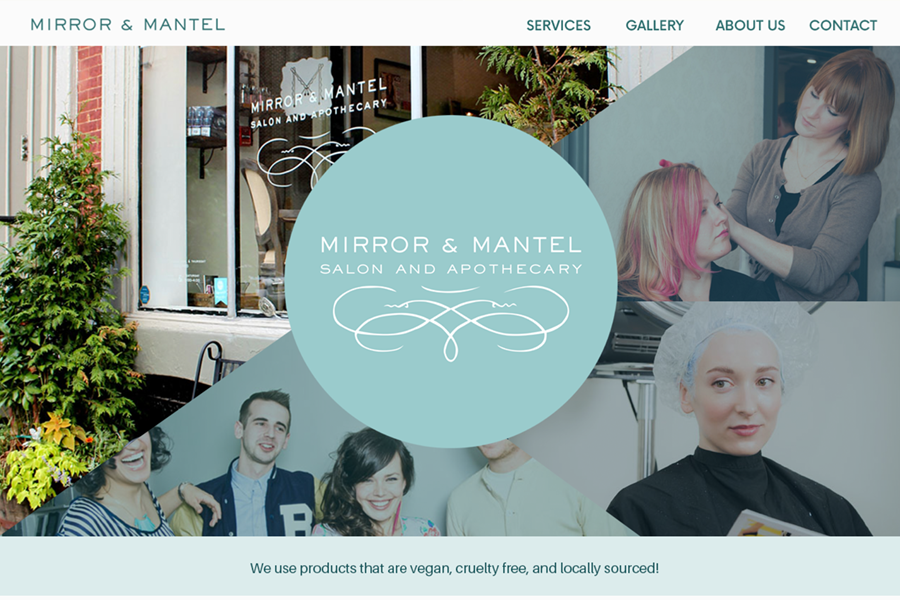 MIRROR & MANTEL
SERVICES GALLERY ABOUT US CONTACT
MIRROR & MANTEL
SALON AND APOTHECARY
MIRROR & MANTEL
SALON AND APOTHECARY
B
We use products that are vegan, cruelty free, and locally sourced!